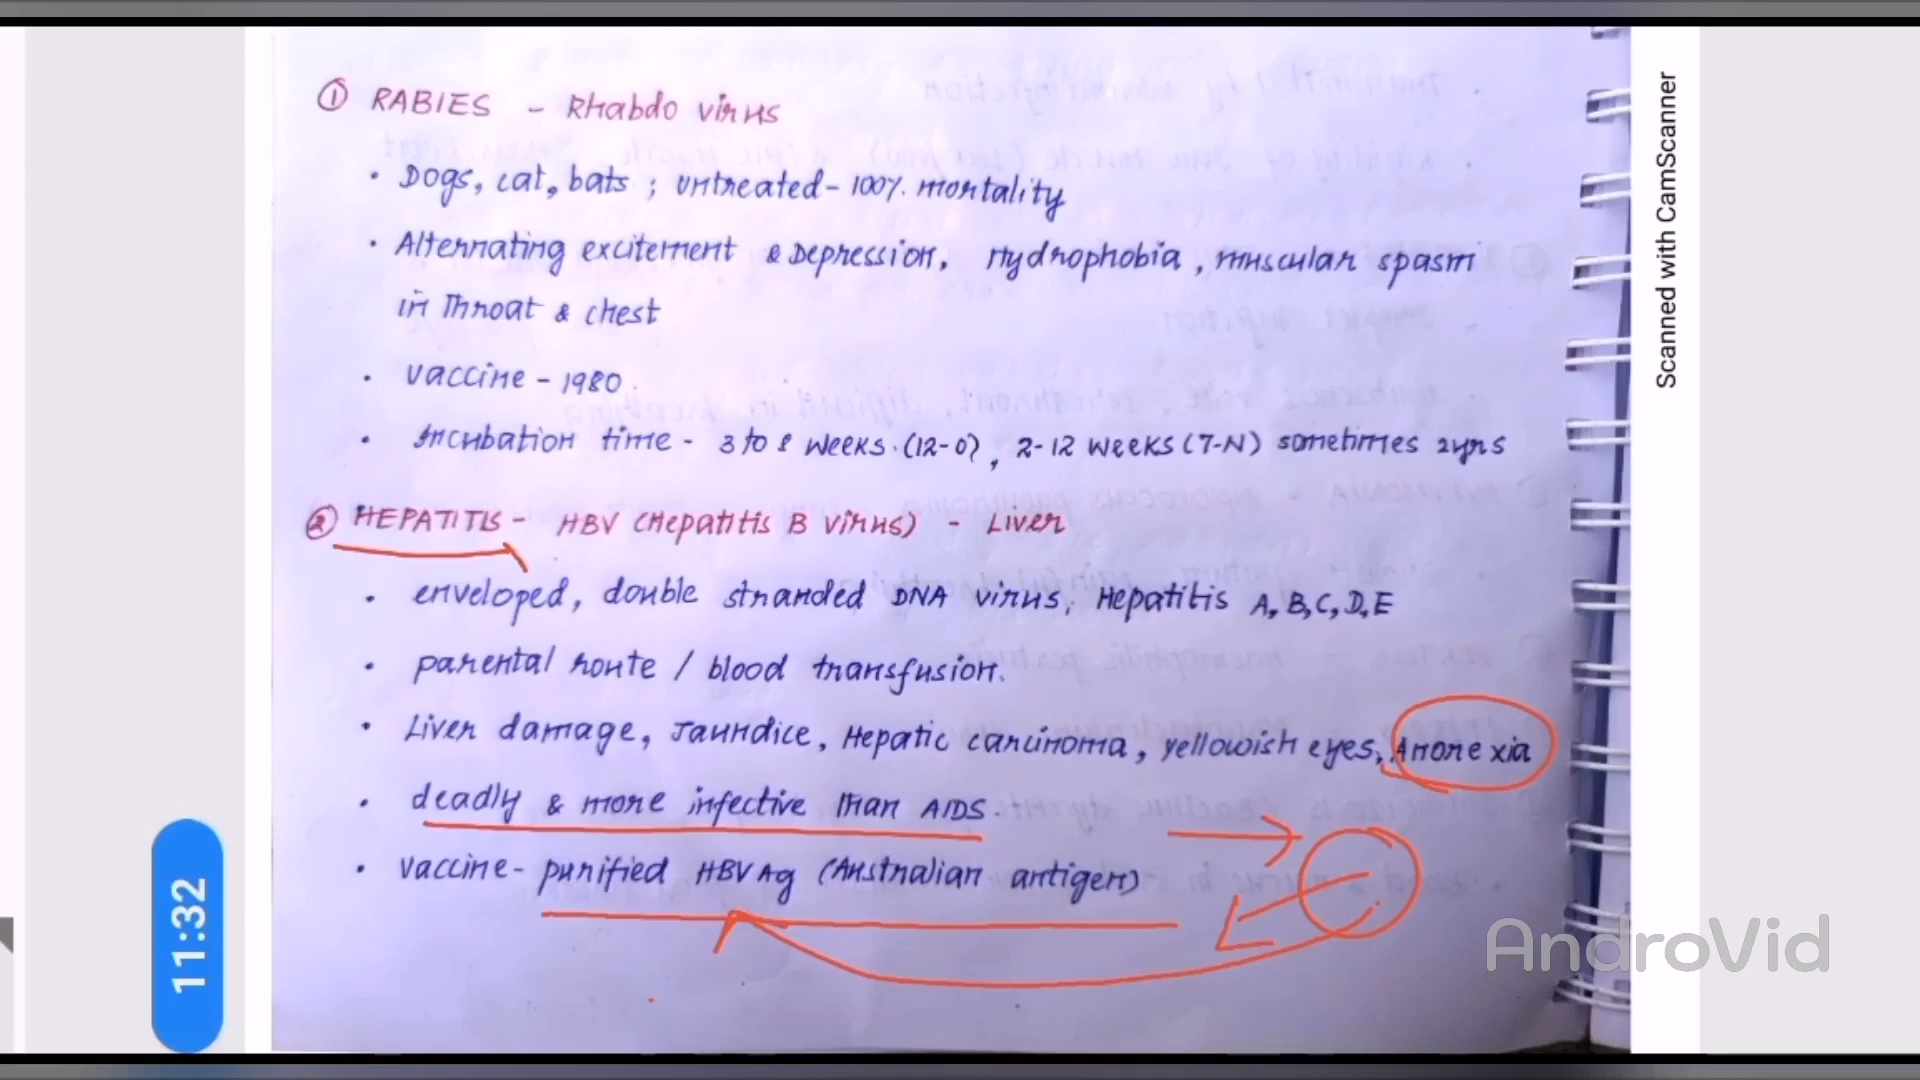 ① RABIES - Rhabdo virus
• Dogs, cat, bats ; Untreated - 100% mortality
• Alternating excitement & Depression, Hydrophobia, muscular spasm
in Throat & chest
• Vaccine - 1980
• Incubation time - 3 to 8 weeks. (12-0), 2-12 weeks (7-N) sometimes 2yrs
② HEPATITIS - HBV (Hepatitis B virus) - Liver
• enveloped, double stranded DNA virus, Hepatitis A, B, C, D, E
• parental route / blood transfusion.
• Liver damage, Jaundice, Hepatic carcinoma, yellowish eyes, Anorexia
• deadly & more infective than AIDS.
• Vaccine - purified HBV Ag (Australian antigen)
Scanned with CamScanner
11:32
AndroVid